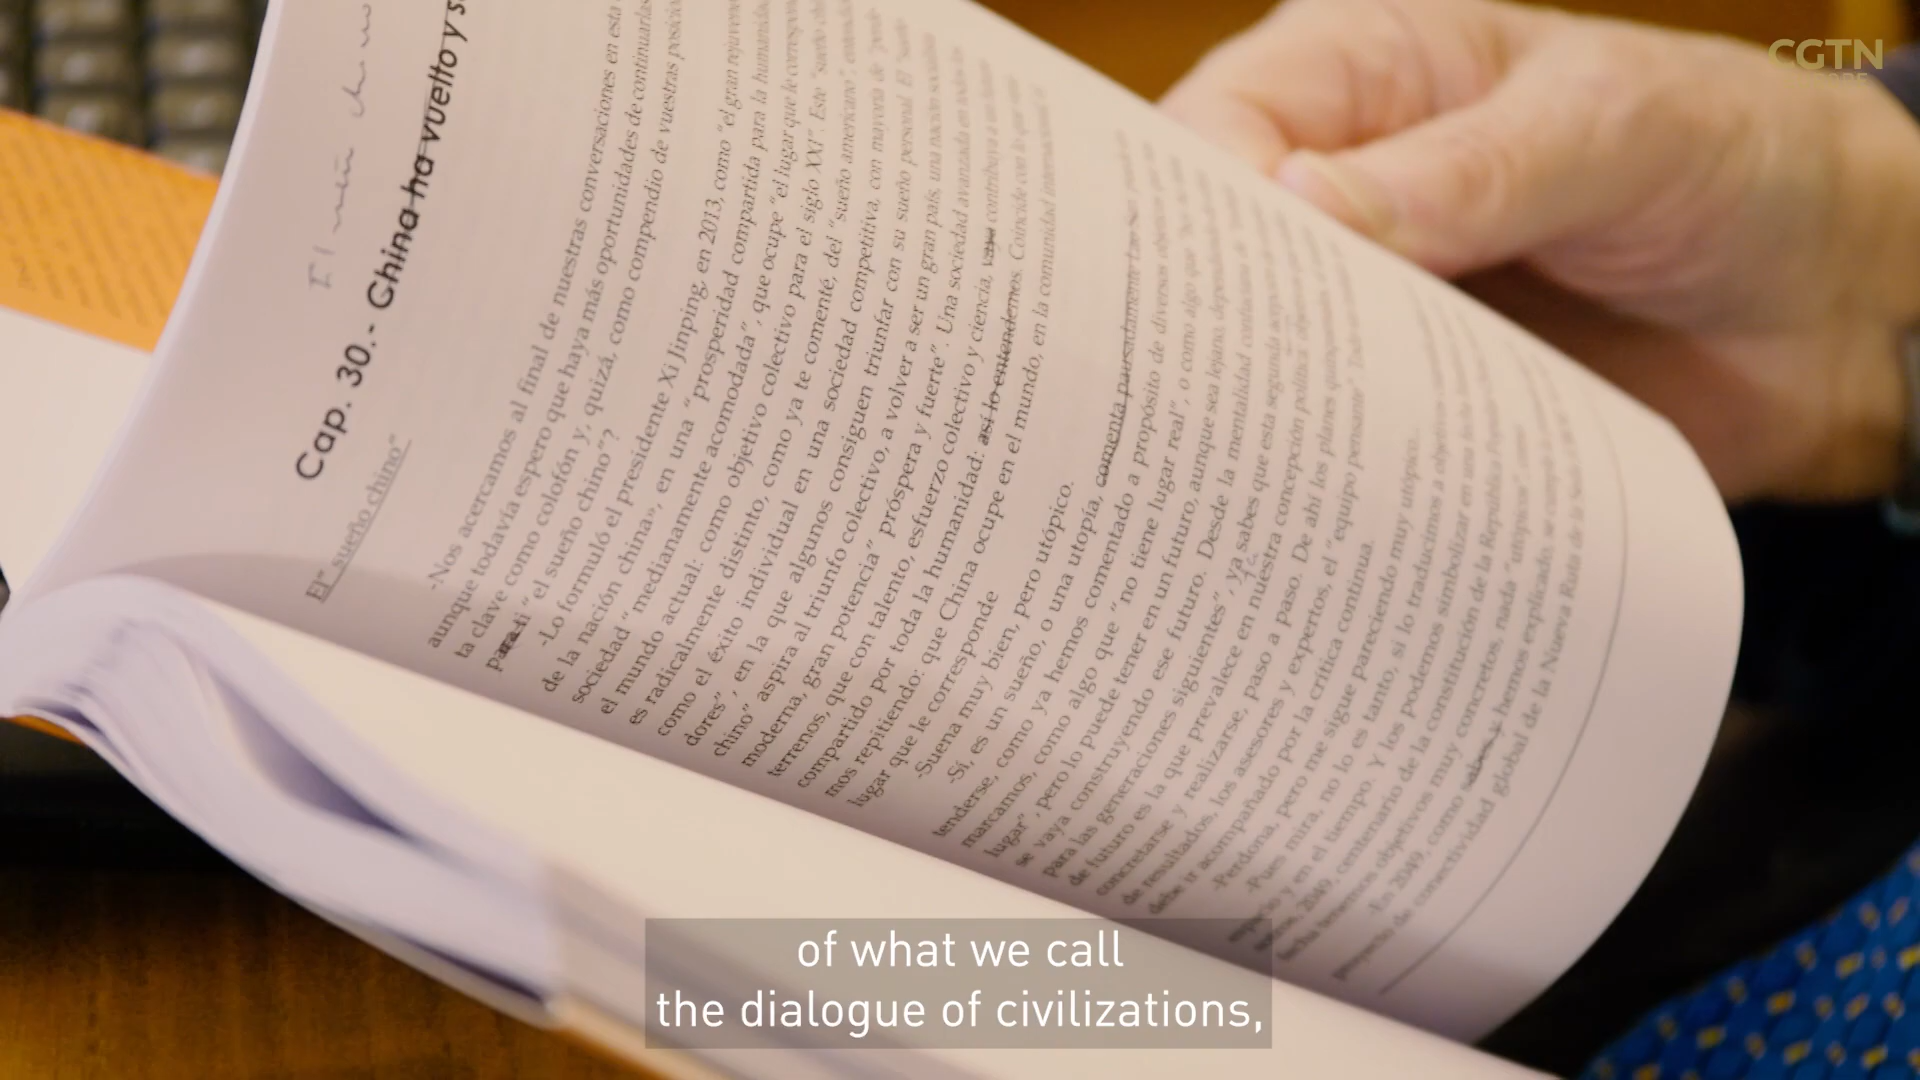 CGTN
El
Cap. 30.- China ha vuelto y s
El "sueño chino"
-Nos acercamos al final de nuestras conversaciones en esta
aunque todavía espero que haya más oportunidades de continuarlas
ta clave como colofón y, quizá, como compendio de vuestras posicio
para ti "el sueño chino"?
-Lo formuló el presidente Xi Jinping, en 2013, como "el gran rejuvene
de la nación china», en una "prosperidad compartida para la humanidad
sociedad "medianamente acomodada", que ocupe "el lugar que le correspon
el mundo actual: como objetivo colectivo para el siglo XXI". Este "sueño chi
es radicalmente distinto, como ya te comenté, del "sueño americano",
como el éxito individual en una sociedad competitiva, con mayoría de "perde-
dores", en la que algunos consiguen triunfar con su sueño personal. El "sueño
chino" aspira al triunfo colectivo, a volver a ser un gran país, una nación socialista
moderna, gran potencia" próspera y fuerte". Una sociedad avanzada en todos los
terrenos, que con talento, esfuerzo colectivo y ciencia, vaya contribuya a un
compartido por toda la humanidad: así lo entendemos. Coincide con lo que
mos repitiendo: que China ocupe en el mundo, en la comunidad internacional el
lugar que le corresponde
-Suena muy bien, pero utópico.
-Sí, es un sueño, o una utopía, comenta pausadamente
tenderse, como ya hemos comentado a propósito de diversos
marcamos, como algo que "no tiene lugar real", o como algo que "No
lugar", pero lo puede tener en un futuro, aunque sea lejano,
se vaya construyendo ese futuro. Desde la mentalidad confuciana
para las generaciones siguientes", ya sabes que esta segunda
de futuro es la que prevalece en nuestra concepción política
concretarse y realizarse, paso a paso. De ahí los planes
de resultados, los asesores y expertos, el "equipo pensante".
debe ir acompañado por la crítica continua.
-Perdona, pero me sigue pareciendo muy utópico...
-Pues mira, no lo es tanto, si lo traducimos a objetivos
espacio y en el tiempo. Y los podemos simbolizar en una fecha
2049, centenario de la constitución de la República
fecha tenemos objetivos muy concretos, nada "utópicos",
-En 2049, como sabes y hemos explicado, se
proyecto de conectividad global de la Nueva Ruta de la Seda
of what we call
the dialogue of civilizations,